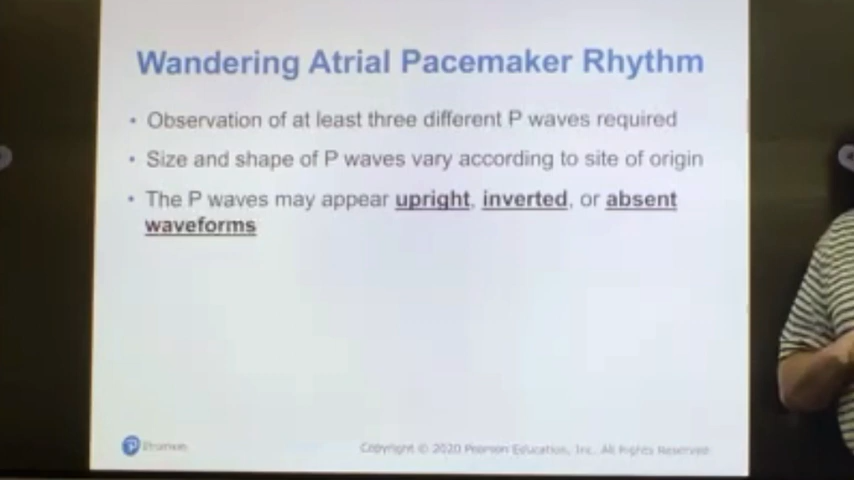 Wandering Atrial Pacemaker Rhythm
• Observation of at least three different P waves required
• Size and shape of P waves vary according to site of origin
• The P waves may appear upright, inverted, or absent
waveforms
P Pearson
Copyright © 2020 Pearson Education, Inc. All Rights Reserved